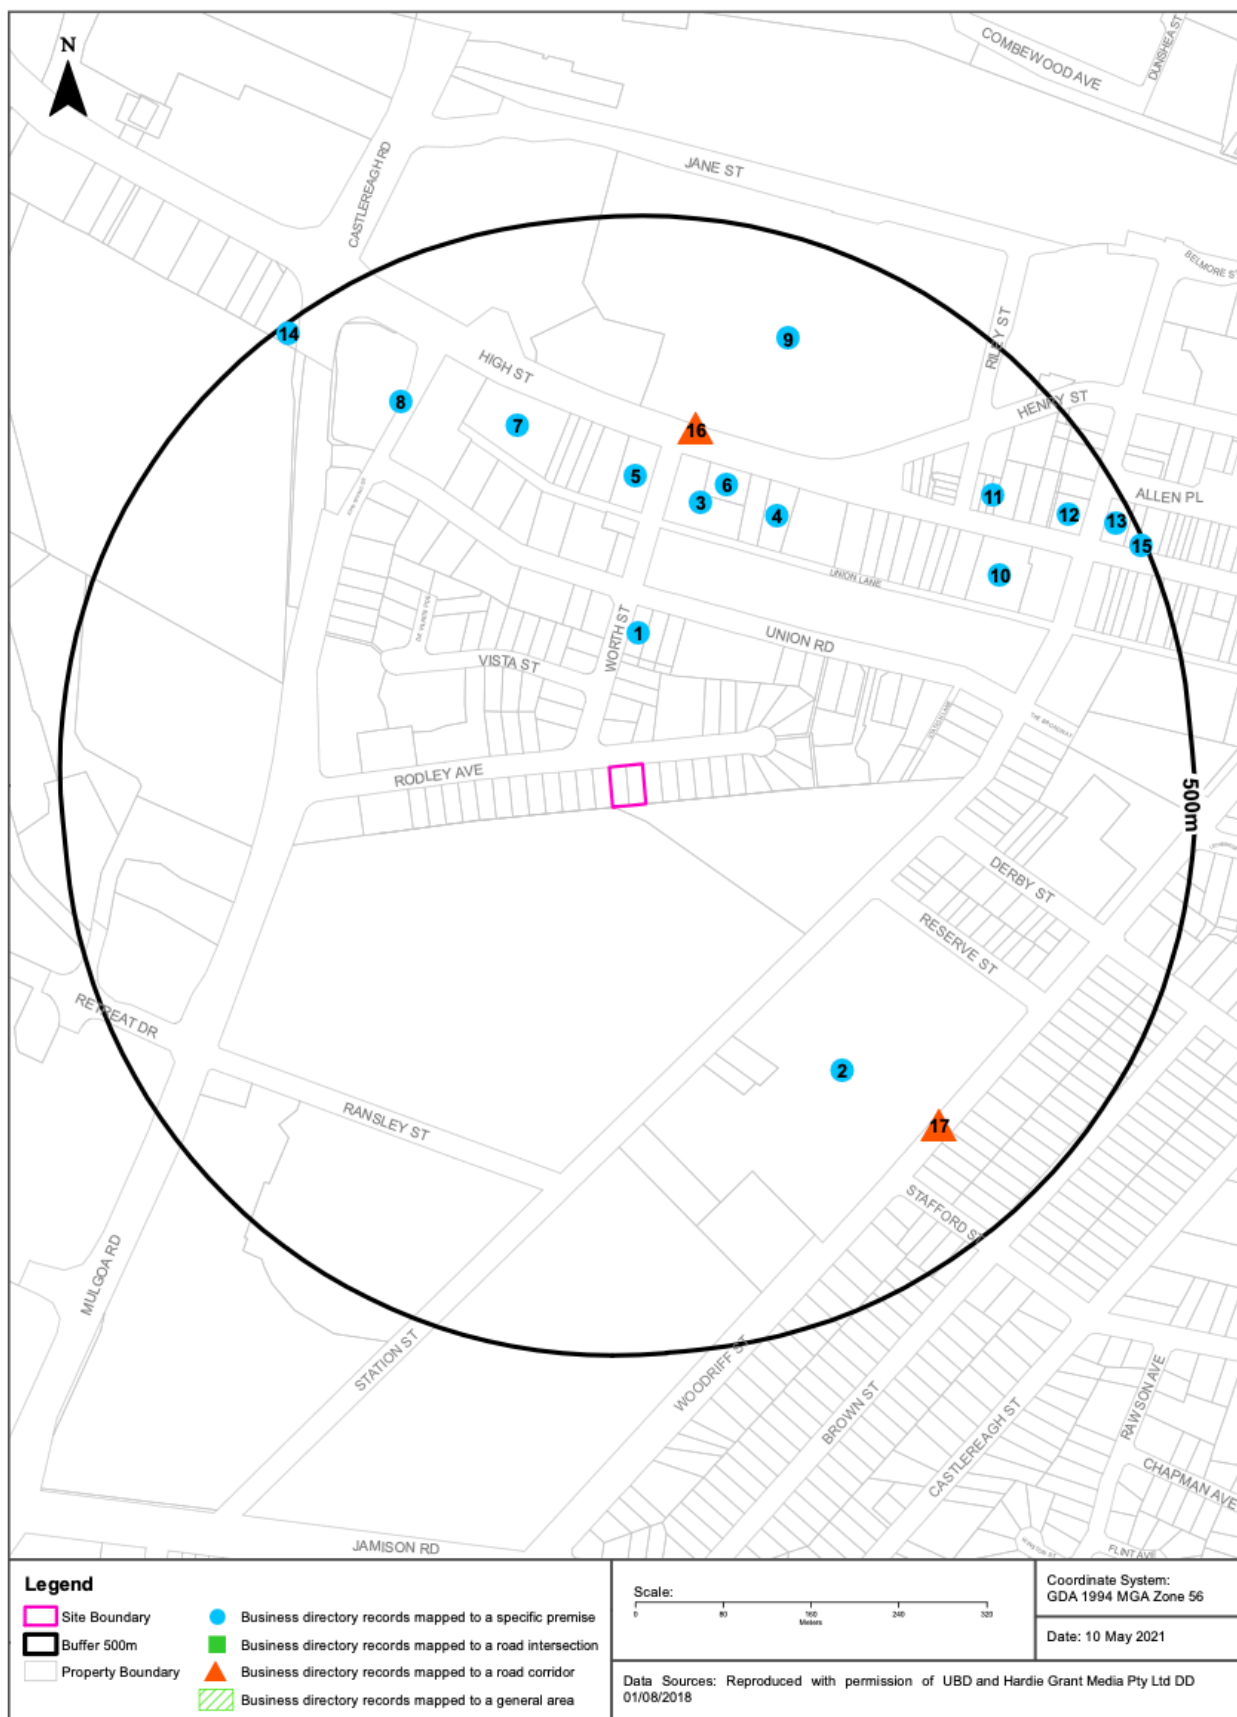 N
COMBEWOOD AVE
DUNSHEA ST
CASTLEREAGH RD
JANE ST
BELMORE ST
14
9
RILEY ST
HIGH ST
8
HENRY ST
7
16
5
6
3
4
11
12
13
ALLEN PL
15
10
UNION LANE
1
WORTH ST
UNION RD
VISTA ST
THE BROADWAY
RODLEY AVE
500m
DERBY ST
RESERVE ST
RETREAT DR
2
RANSLEY ST
17
STAFFORD ST
MULGOA RD
STATION ST
WOODRIFF ST
BROWN ST
CASTLEREAGH ST
RAWSON AVE
CHAPMAN AVE
JAMISON RD
FLINT AVE
Legend
Site Boundary
Buffer 500m
Property Boundary
Business directory records mapped to a specific premise
Business directory records mapped to a road intersection
Business directory records mapped to a road corridor
Business directory records mapped to a general area
Scale:
0 80 160 240 320
Meters
Coordinate System:
GDA 1994 MGA Zone 56
Date: 10 May 2021
Data Sources: Reproduced with permission of UBD and Hardie Grant Media Pty Ltd DD
01/08/2018